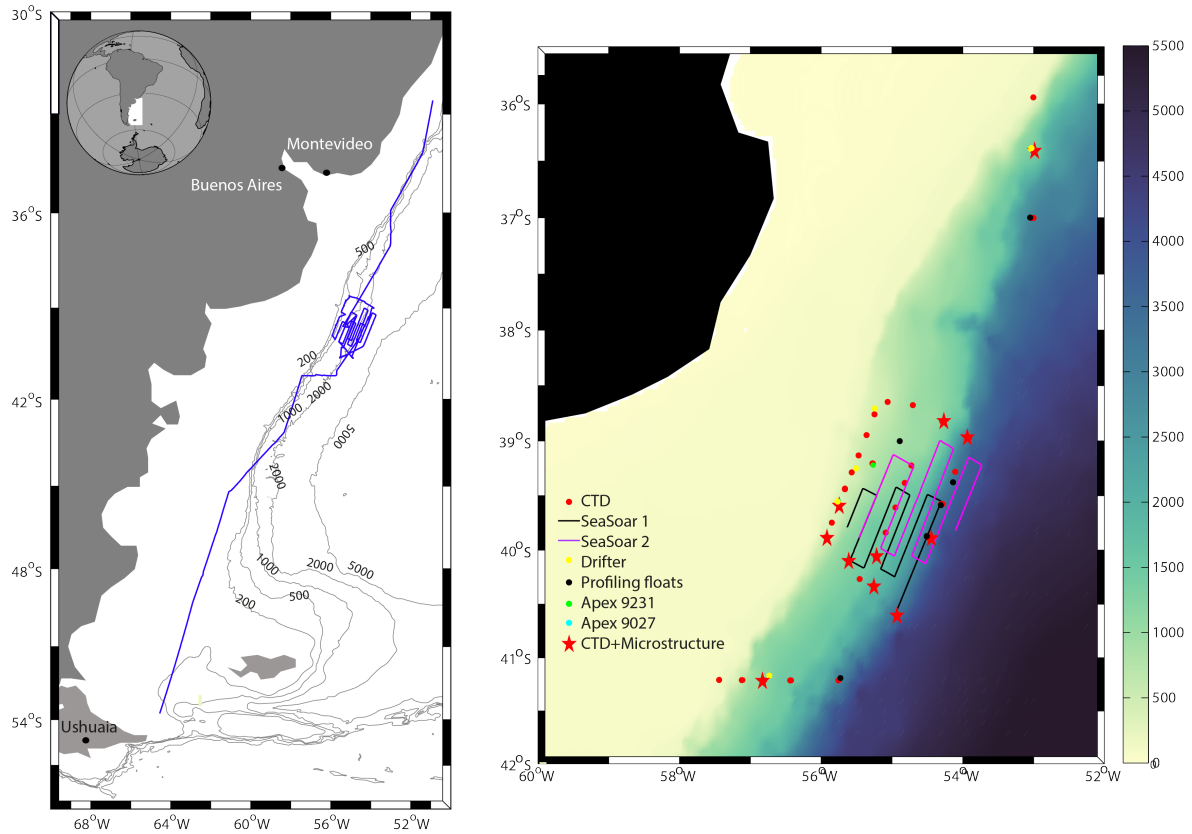 30°S
36°S
42°S
48°S
54°S
68°W
64°W
60°W
56°W
52°W
Montevideo
Buenos Aires
Ushuaia
500
200
1000
2000
5000
2000
1000
2000
5000
200
500
36°S
37°S
38°S
39°S
40°S
41°S
42°S
60°W
58°W
56°W
54°W
52°W
CTD
SeaSoar 1
SeaSoar 2
Drifter
Profiling floats
Apex 9231
Apex 9027
CTD+Microstructure
5500
5000
4500
4000
3500
3000
2500
2000
1500
1000
500
0